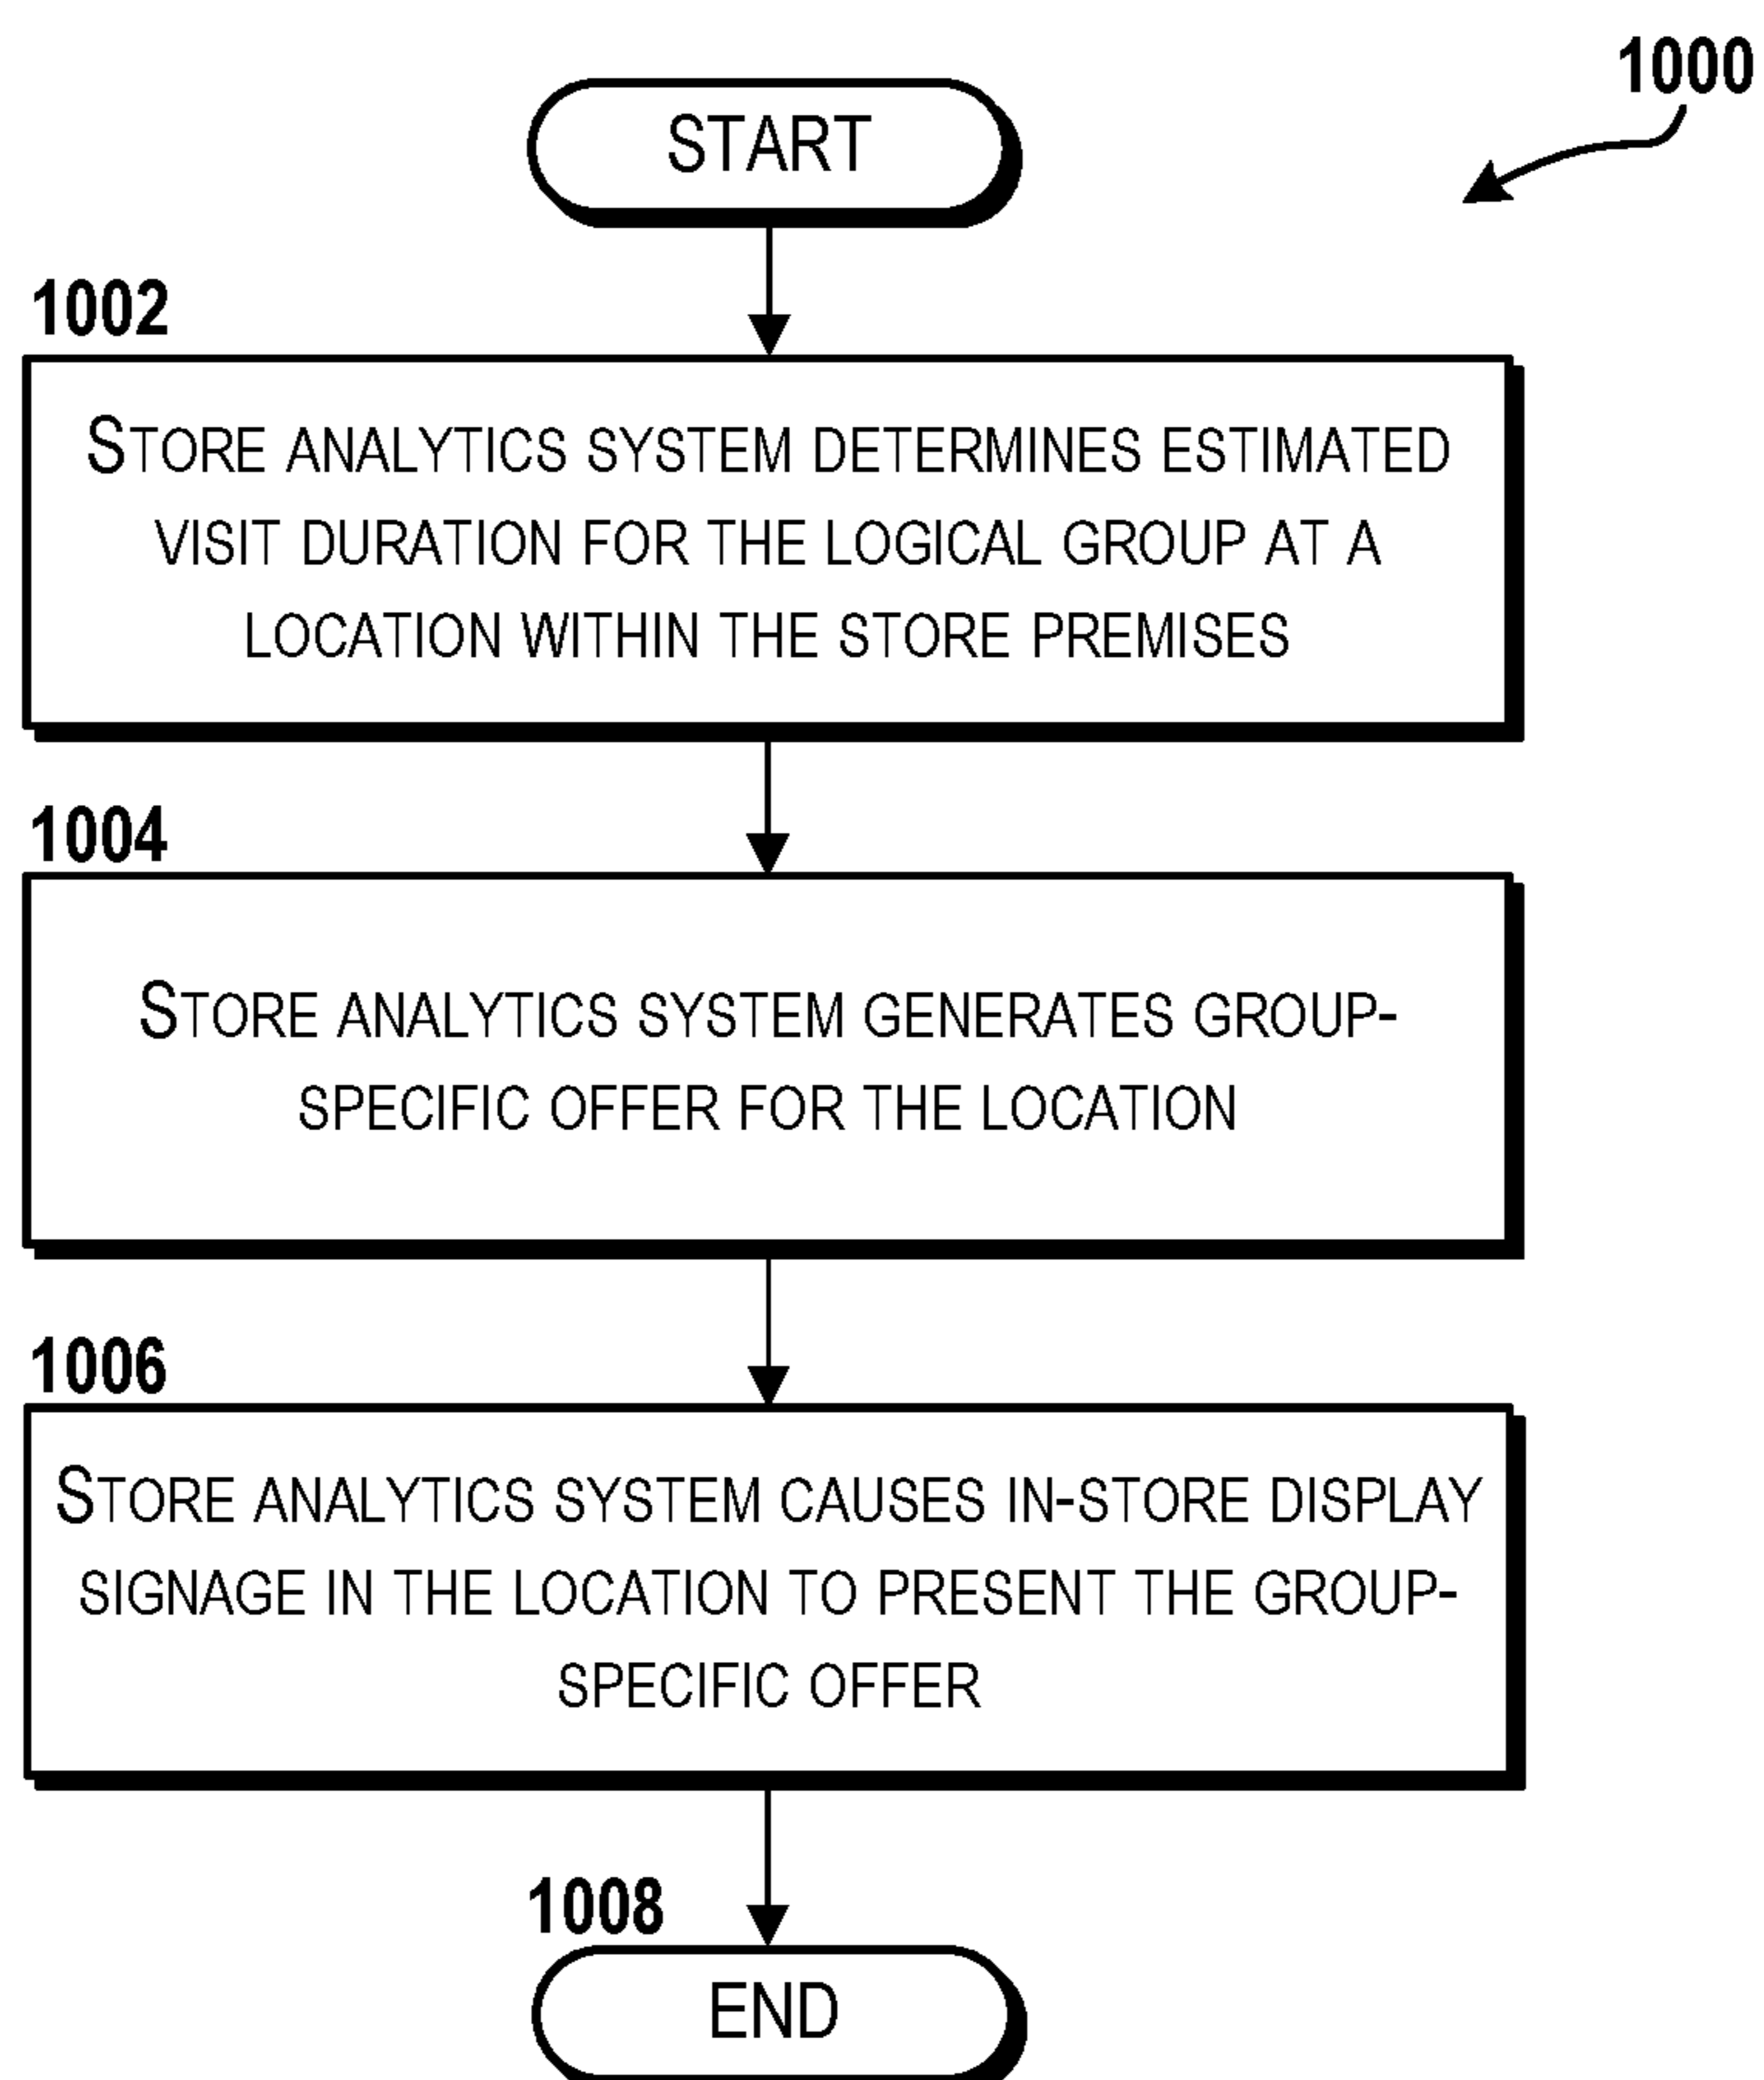 1000
START
1002
STORE ANALYTICS SYSTEM DETERMINES ESTIMATED
VISIT DURATION FOR THE LOGICAL GROUP AT A
LOCATION WITHIN THE STORE PREMISES
1004
STORE ANALYTICS SYSTEM GENERATES GROUP-
SPECIFIC OFFER FOR THE LOCATION
1006
STORE ANALYTICS SYSTEM CAUSES IN-STORE DISPLAY
SIGNAGE IN THE LOCATION TO PRESENT THE GROUP-
SPECIFIC OFFER
1008
END